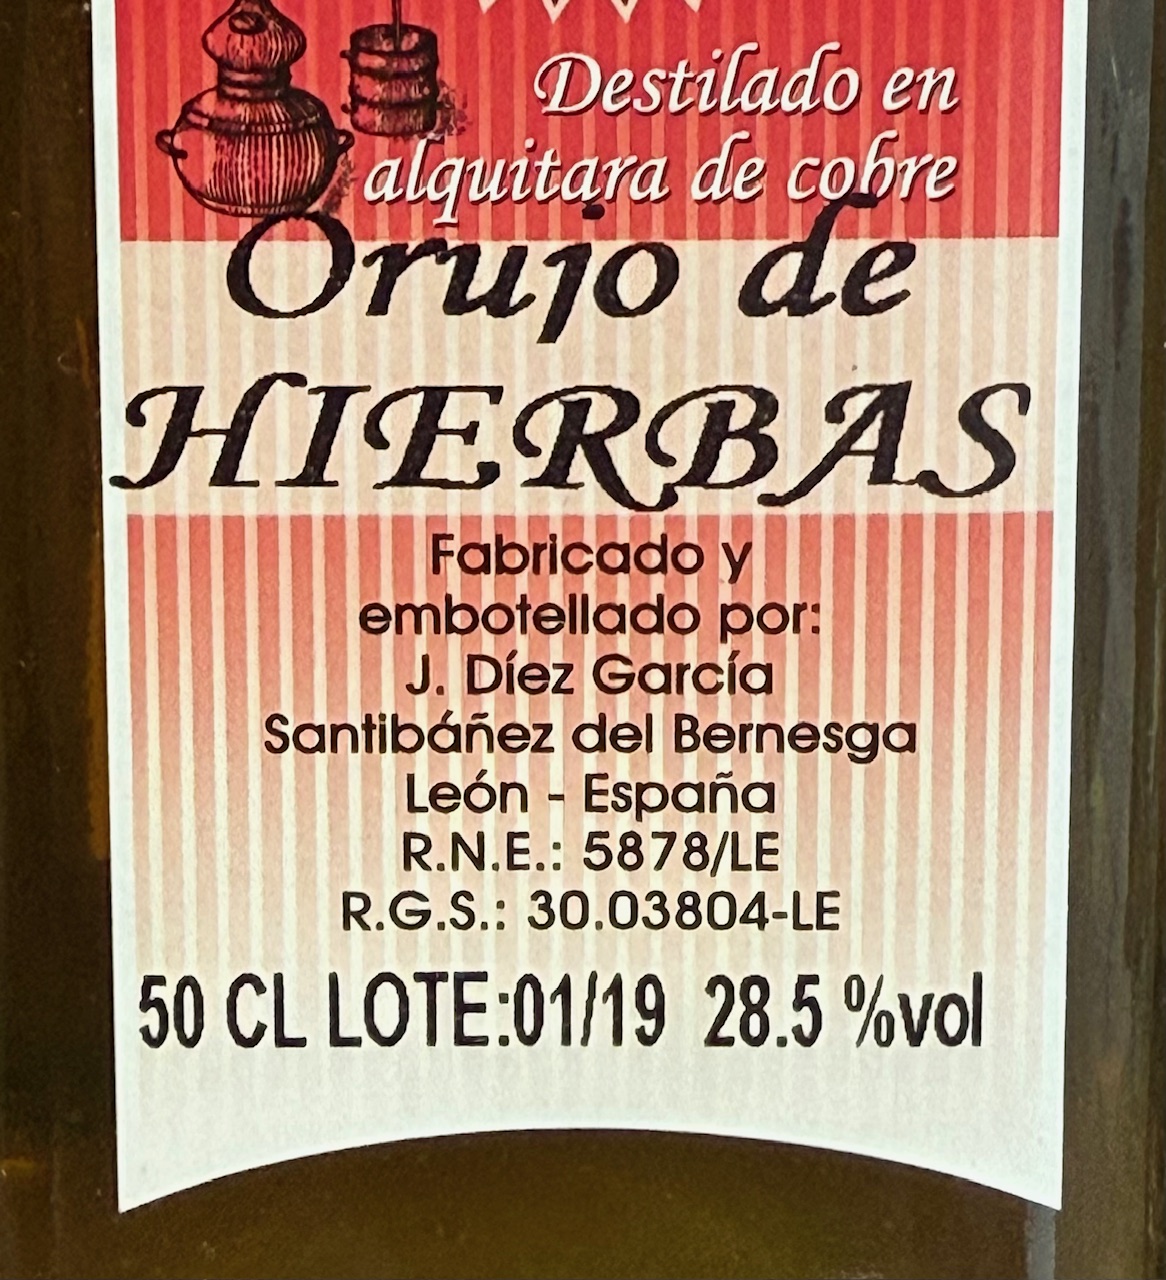 Destilado en
alquitara de cobre
Orujo de
HIERBAS
Fabricado y
embotellado por:
J. Díez García
Santibáñez del Bernesga
León - España
R.N.E.: 5878/LE
R.G.S.: 30.03804-LE
50 CL LOTE:01/19 28.5 %vol